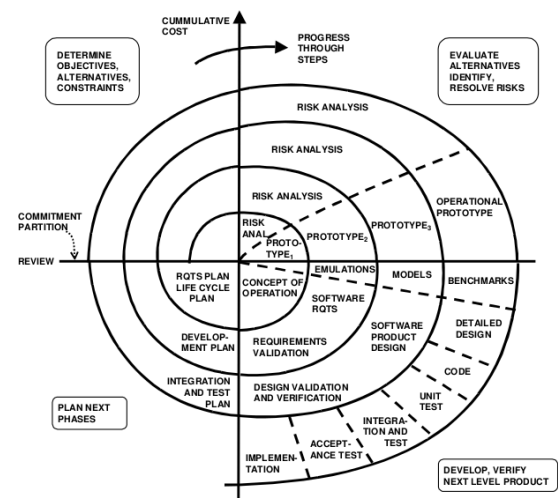 CUMMULATIVE
COST
PROGRESS
THROUGH
STEPS
DETERMINE
OBJECTIVES,
ALTERNATIVES,
CONSTRAINTS
EVALUATE
ALTERNATIVES
IDENTIFY,
RESOLVE RISKS
RISK ANALYSIS
RISK ANALYSIS
RISK ANALYSIS
RISK
ANAL.
PROTO-
TYPE1
PROTOTYPE2
PROTOTYPE3
OPERATIONAL
PROTOTYPE
COMMITMENT
PARTITION
REVIEW
RQTS PLAN
LIFE CYCLE
PLAN
CONCEPT OF
OPERATION
EMULATIONS
MODELS
BENCHMARKS
SOFTWARE
RQTS
SOFTWARE
PRODUCT
DESIGN
DETAILED
DESIGN
DEVELOP-
MENT PLAN
REQUIREMENTS
VALIDATION
CODE
INTEGRATION
AND TEST
PLAN
DESIGN VALIDATION
AND VERIFICATION
UNIT
TEST
INTEGRA-
TION AND
TEST
ACCEPT-
ANCE TEST
IMPLEMEN-
TATION
PLAN NEXT
PHASES
DEVELOP, VERIFY
NEXT LEVEL PRODUCT